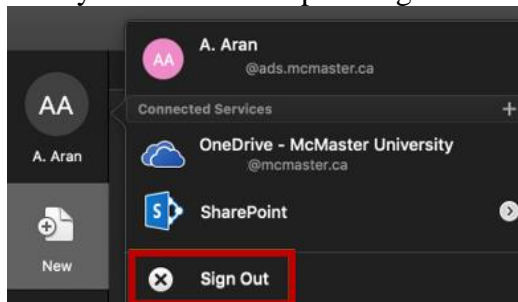 AA
A. Aran
@ads.mcmaster.ca
AA
A. Aran
Connected Services +
OneDrive - McMaster University
@mcmaster.ca
S SharePoint
New
Sign Out